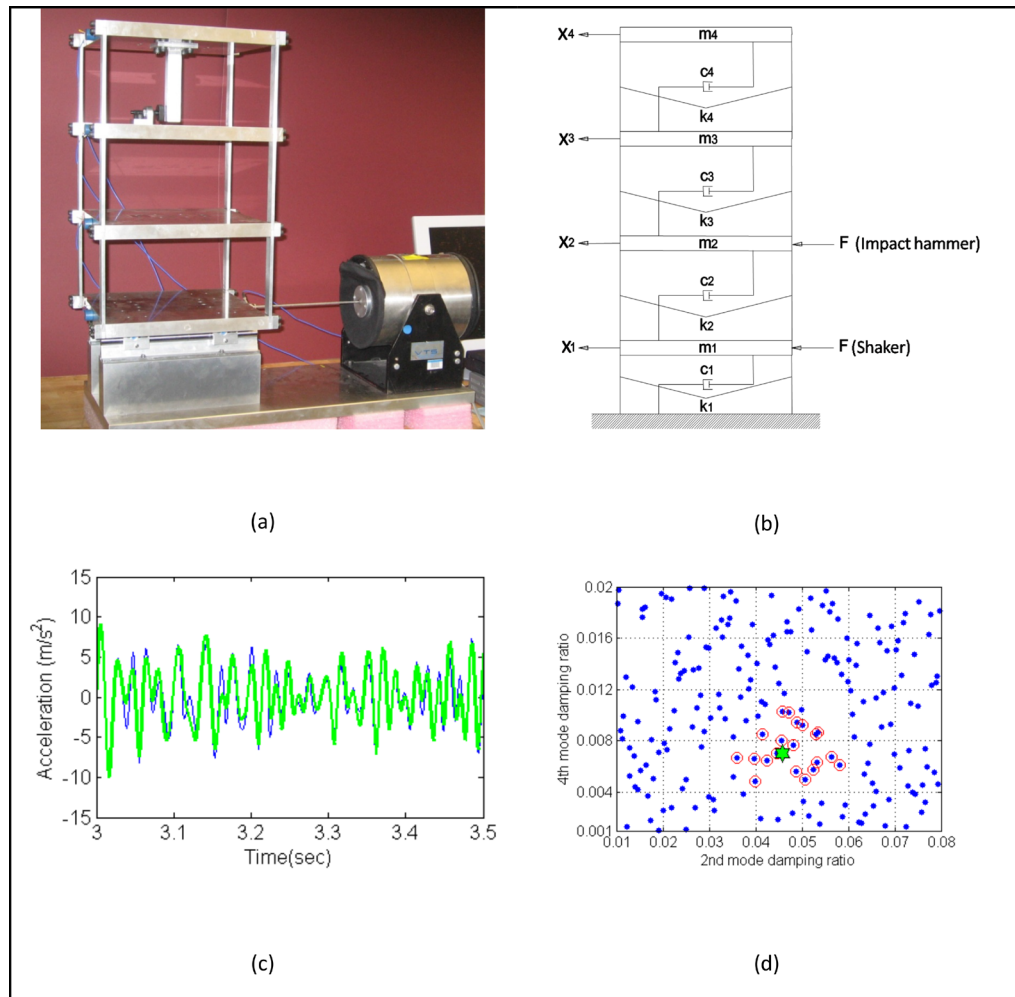 VTS
X4
m4
c4
k4
X3
m3
c3
k3
X2
m2
F (Impact hammer)
c2
k2
X1
m1
F (Shaker)
c1
k1
(a)
(b)
15
10
5
0
-5
-10
-15
Acceleration (m/s²)
3 3.1 3.2 3.3 3.4 3.5
Time(sec)
0.02
0.016
0.012
0.008
0.004
0.001
4th mode damping ratio
0.01 0.02 0.03 0.04 0.05 0.06 0.07 0.08
2nd mode damping ratio
(c)
(d)